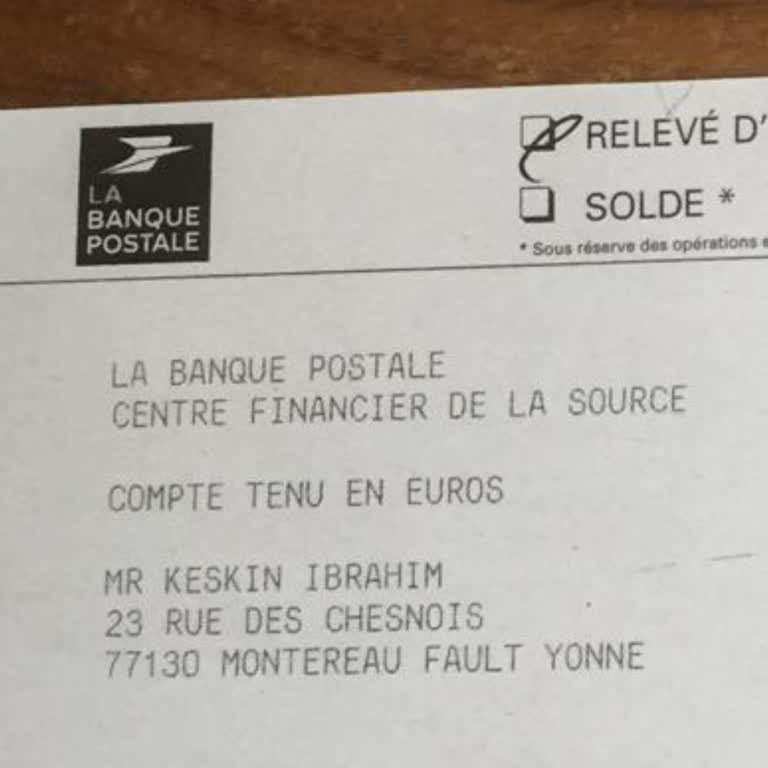 LA
BANQUE
POSTALE
RELEVÉ D'
SOLDE *
* Sous réserve des opérations
LA BANQUE POSTALE
CENTRE FINANCIER DE LA SOURCE
COMPTE TENU EN EUROS
MR KESKIN IBRAHIM
23 RUE DES CHESNOIS
77130 MONTEREAU FAULT YONNE